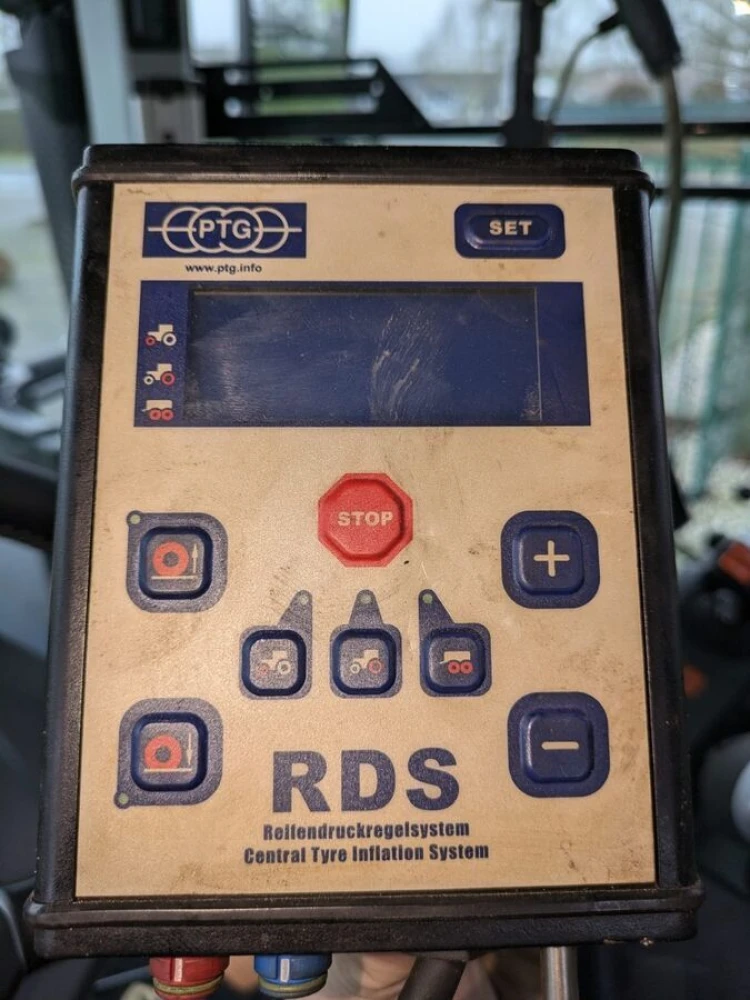 PTG
www.ptg.info
SET
STOP
+
−
RDS
Reifendruckregelsystem
Central Tyre Inflation System